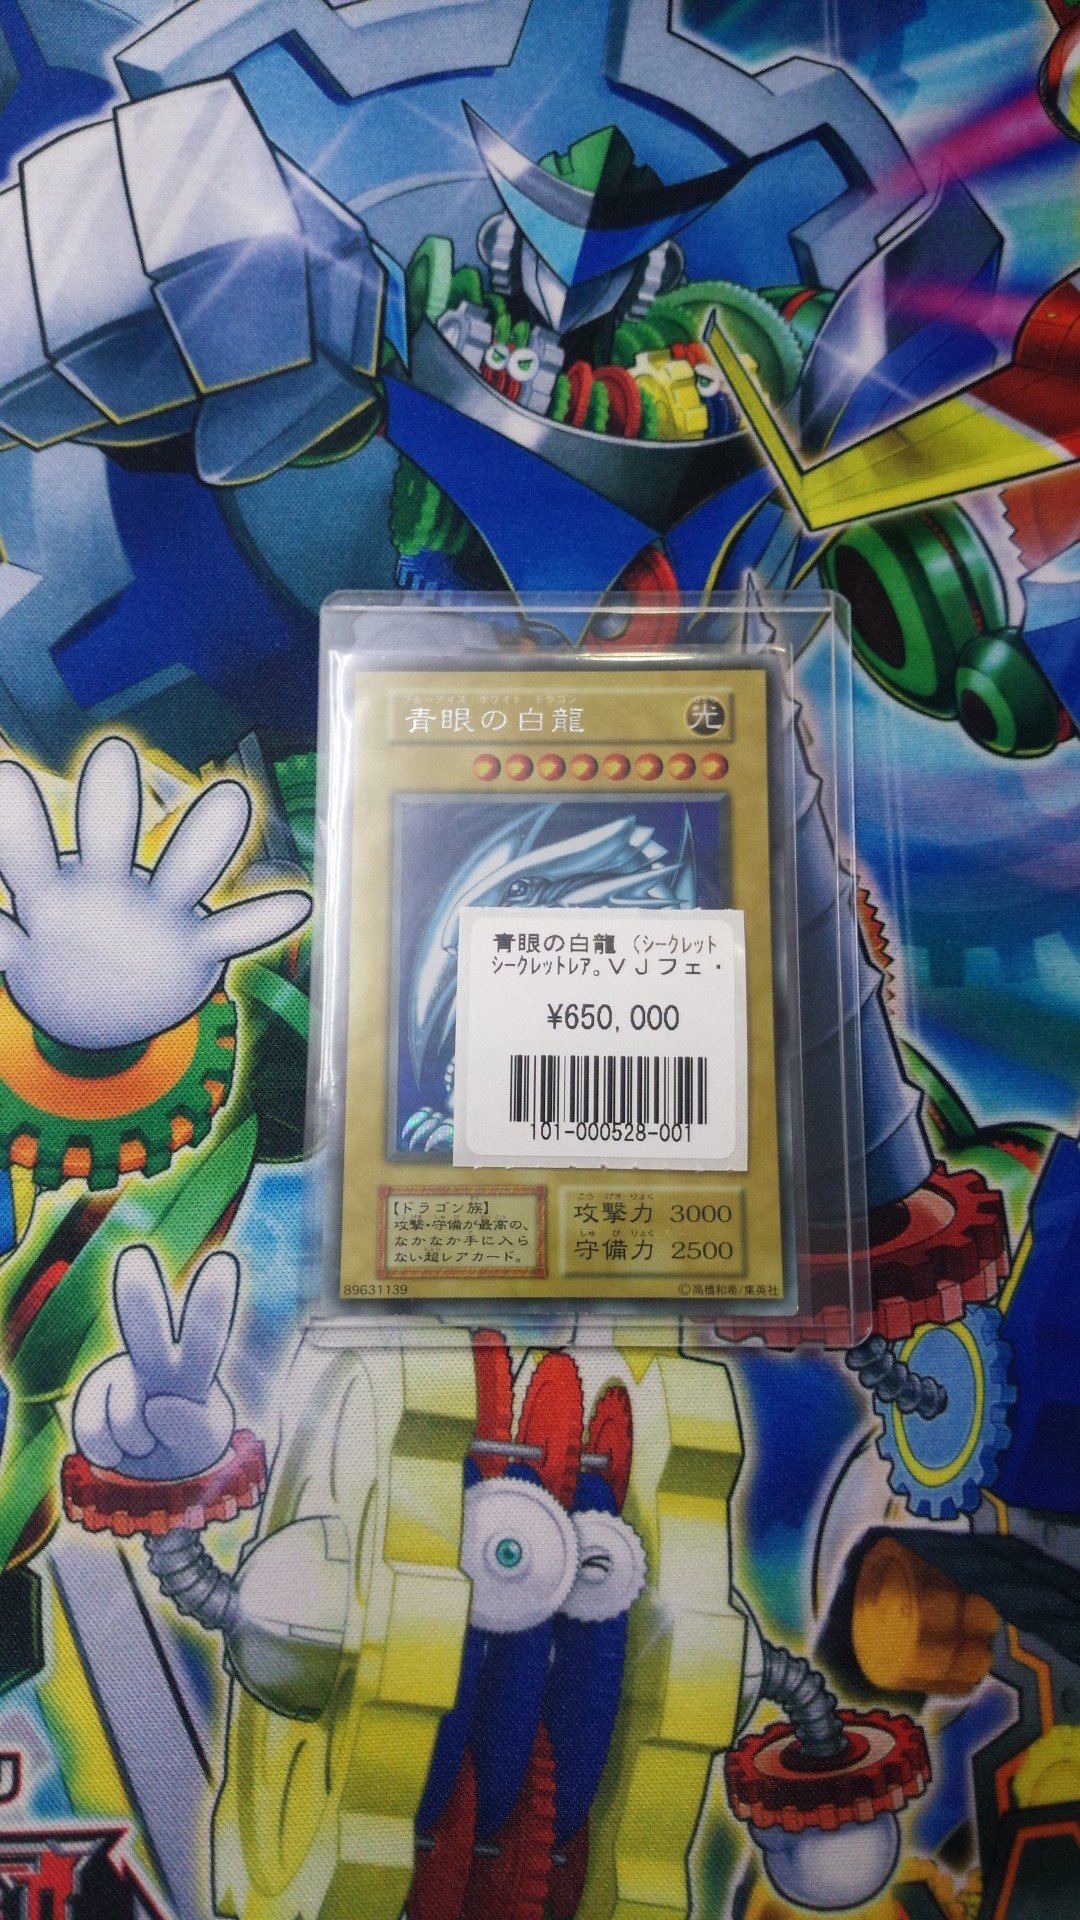 ブルーアイズ・ホワイト・ドラゴン
青眼の白龍
光
青眼の白龍 (シークレット
シークレットレア。VJフェ・
¥650,000
101-000528-001
【ドラゴン族】
攻撃・守備が最高の、
なかなか手に入ら
ない超レアカード。
こうげきりょく
攻撃力 3000
しゅびりょく
守備力 2500
89631139
©高橋和希/集英社